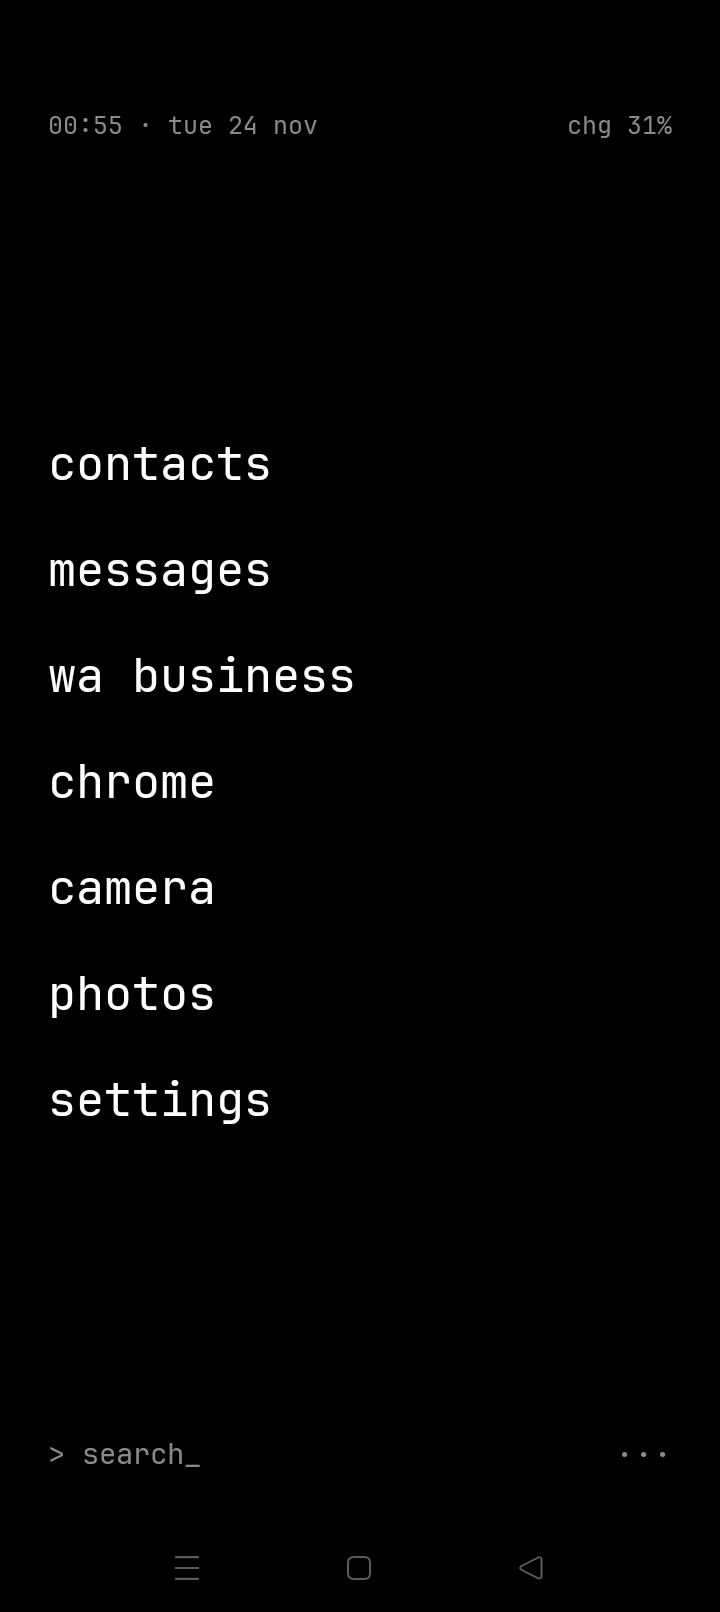 00:55 · tue 24 nov chg 31%
contacts
messages
wa business
chrome
camera
photos
settings
> search_ ...